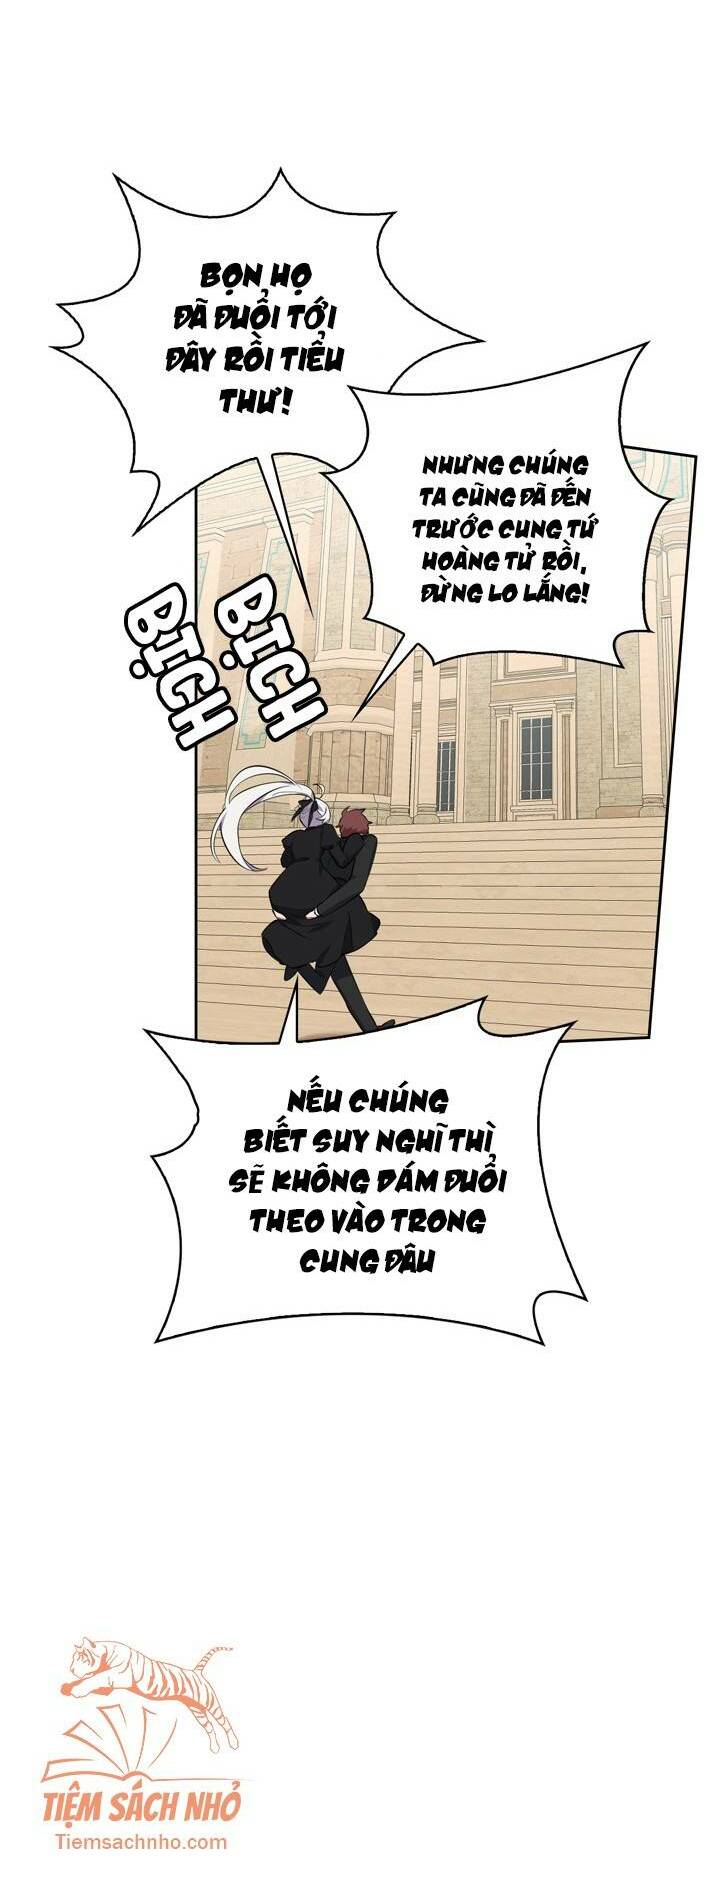 BỌN HỌ
ĐÃ ĐUỔI TỚI
ĐÂY RỒI TIỂU
THƯ!
NHƯNG CHÚNG
TA CŨNG ĐÃ ĐẾN
TRƯỚC CUNG TỨ
HOÀNG TỬ RỒI,
ĐỪNG LO LẮNG!
BỊCH
BỊCH
NẾU CHÚNG
BIẾT SUY NGHĨ THÌ
SẼ KHÔNG DÁM ĐUỔI
THEO VÀO TRONG
CUNG ĐÂU
TIỆM SÁCH NHỎ
Tiemsachnho.com